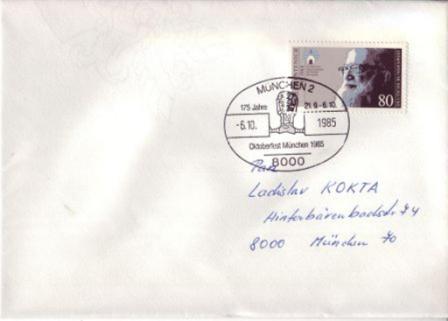 80
MÜNCHEN 2
175 Jahre 21.9.-6.10.
-6.10. 1985
Oktoberfest München 1985
8000
Pan
Ladislav KOKTA
Hinterbärenbadstr. 74
8000 München 70